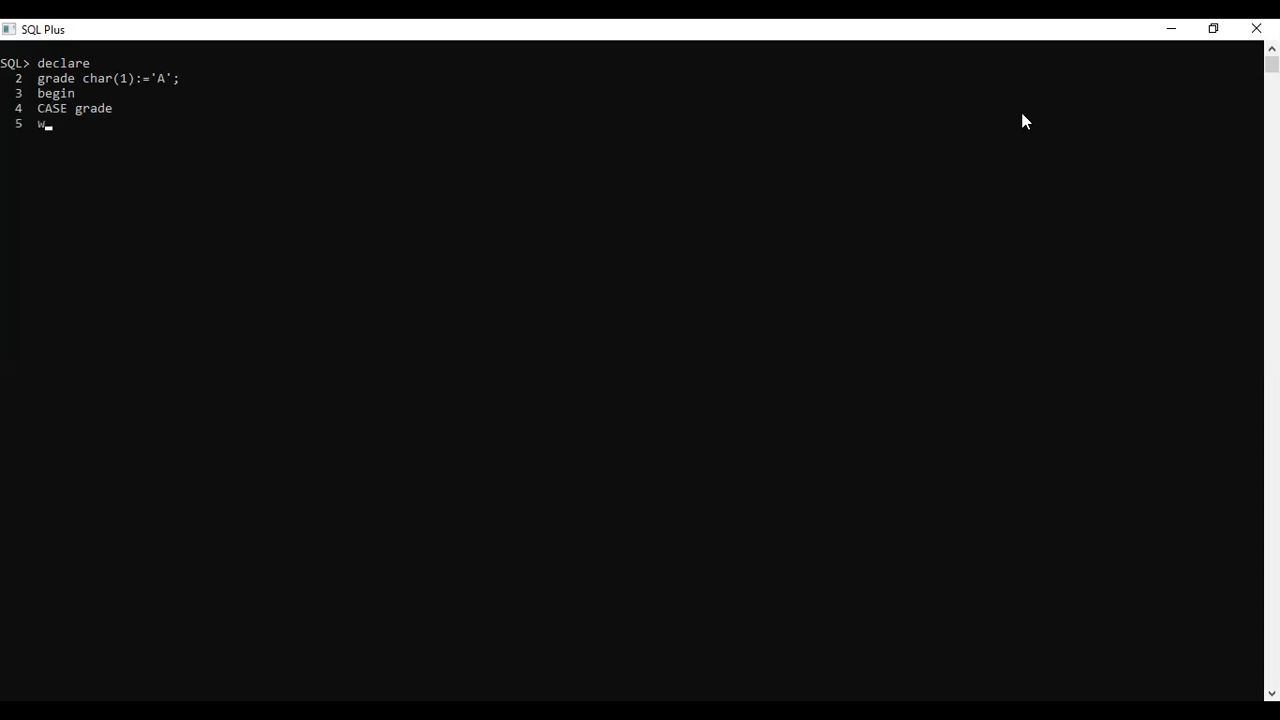 SQL Plus
SQL> declare
2 grade char(1):='A';
3 begin
4 CASE grade
5 w